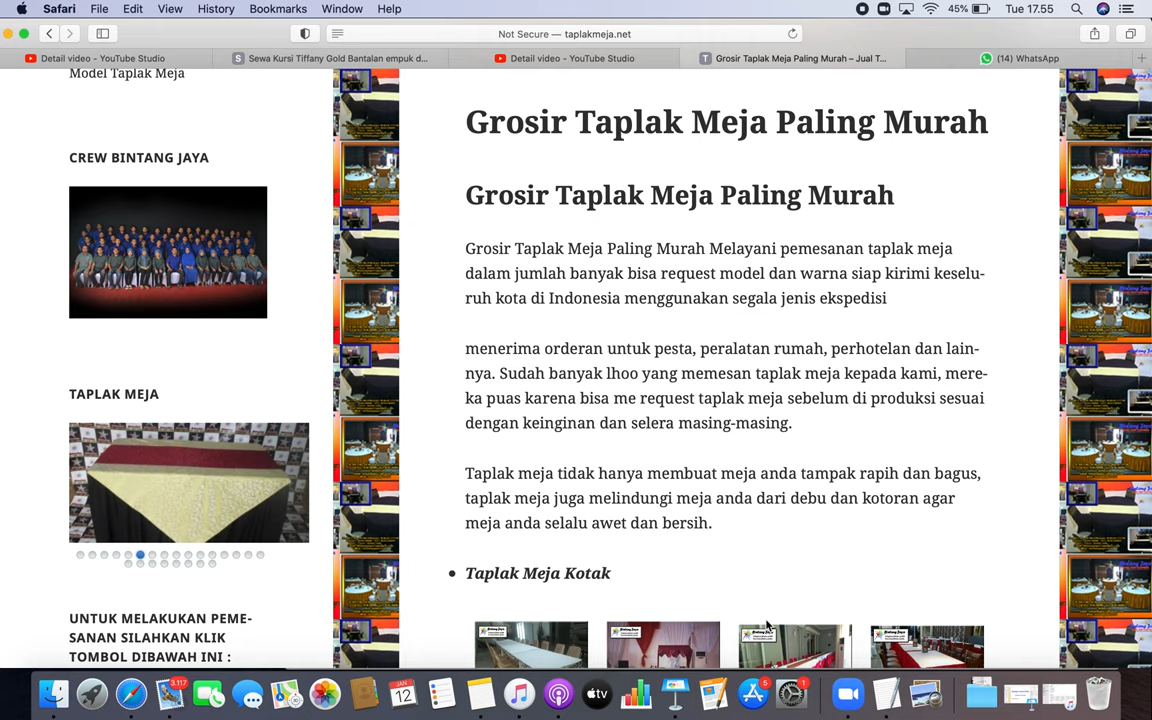 Safari File Edit View History Bookmarks Window Help 45% Tue 17.55
Not Secure — taplakmeja.net
Detail video - YouTube Studio
Sewa Kursi Tiffany Gold Bantalan empuk d...
Detail video - YouTube Studio
Grosir Taplak Meja Paling Murah – Jual T...
(14) WhatsApp
Model Taplak Meja
CREW BINTANG JAYA
TAPLAK MEJA
UNTUK MELAKUKAN PEME-
SANAN SILAHKAN KLIK
TOMBOL DIBAWAH INI :
Grosir Taplak Meja Paling Murah
Grosir Taplak Meja Paling Murah
Grosir Taplak Meja Paling Murah Melayani pemesanan taplak meja
dalam jumlah banyak bisa request model dan warna siap kirimi keselu-
ruh kota di Indonesia menggunakan segala jenis ekspedisi
menerima orderan untuk pesta, peralatan rumah, perhotelan dan lain-
nya. Sudah banyak lhoo yang memesan taplak meja kepada kami, mere-
ka puas karena bisa me request taplak meja sebelum di produksi sesuai
dengan keinginan dan selera masing-masing.
Taplak meja tidak hanya membuat meja anda tampak rapih dan bagus,
taplak meja juga melindungi meja anda dari debu dan kotoran agar
meja anda selalu awet dan bersih.
Taplak Meja Kotak
3.117
JAN
12
tv
5
1